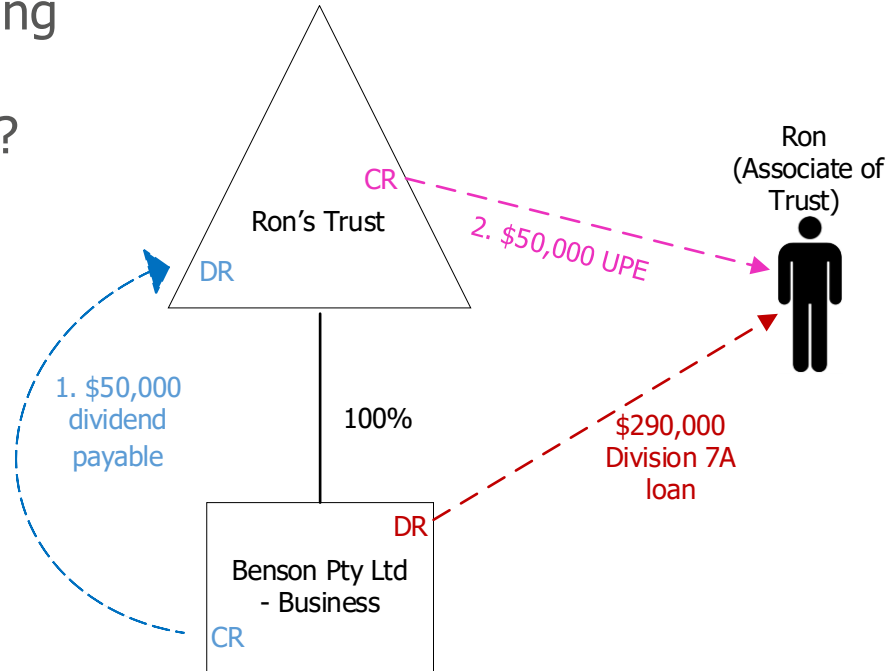 ng
?
Ron
(Associate of
Trust)
CR
Ron’s Trust
2. $50,000 UPE
DR
1. $50,000
dividend
payable
100%
$290,000
Division 7A
loan
DR
Benson Pty Ltd
- Business
CR